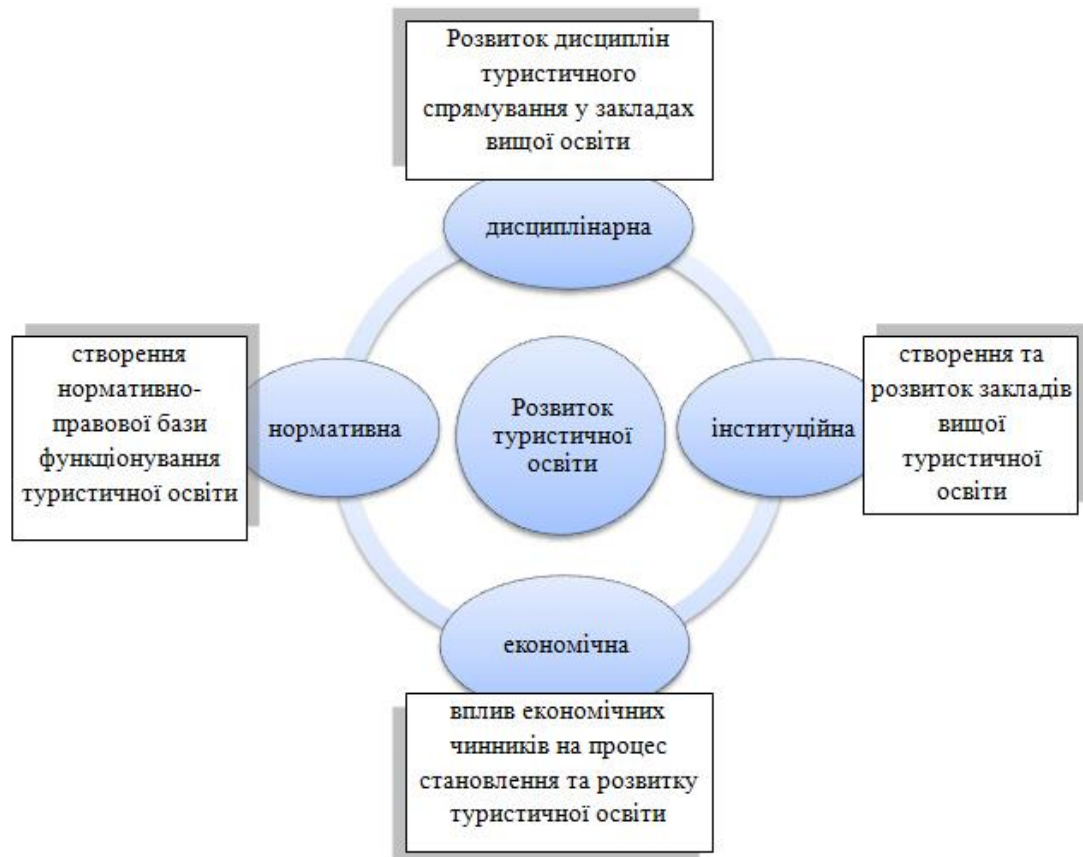 Розвиток дисциплін
туристичного
спрямування у закладах
вищої освіти
дисциплінарна
створення
нормативно-
правової бази
функціонування
туристичної освіти
нормативна
Розвиток
туристичної
освіти
інституційна
створення та
розвиток закладів
вищої
туристичної
освіти
економічна
вплив економічних
чинників на процес
становлення та розвитку
туристичної освіти